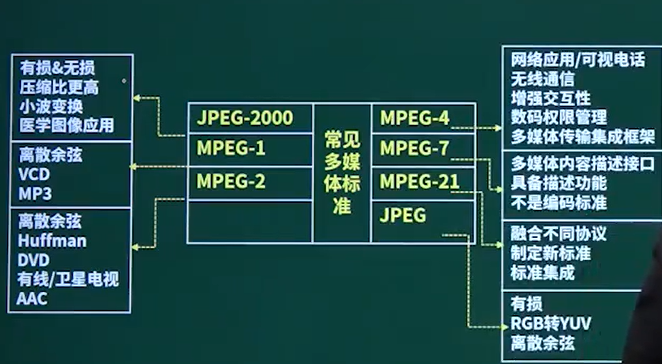 有损&无损
压缩比更高
小波变换
医学图像应用
离散余弦
VCD
MP3
离散余弦
Huffman
DVD
有线/卫星电视
AAC
JPEG-2000
MPEG-1
MPEG-2
常见
多媒
体标
准
MPEG-4
MPEG-7
MPEG-21
JPEG
网络应用/可视电话
无线通信
增强交互性
数码权限管理
多媒体传输集成框架
多媒体内容描述接口
具备描述功能
不是编码标准
融合不同协议
制定新标准
标准集成
有损
RGB转YUV
离散余弦